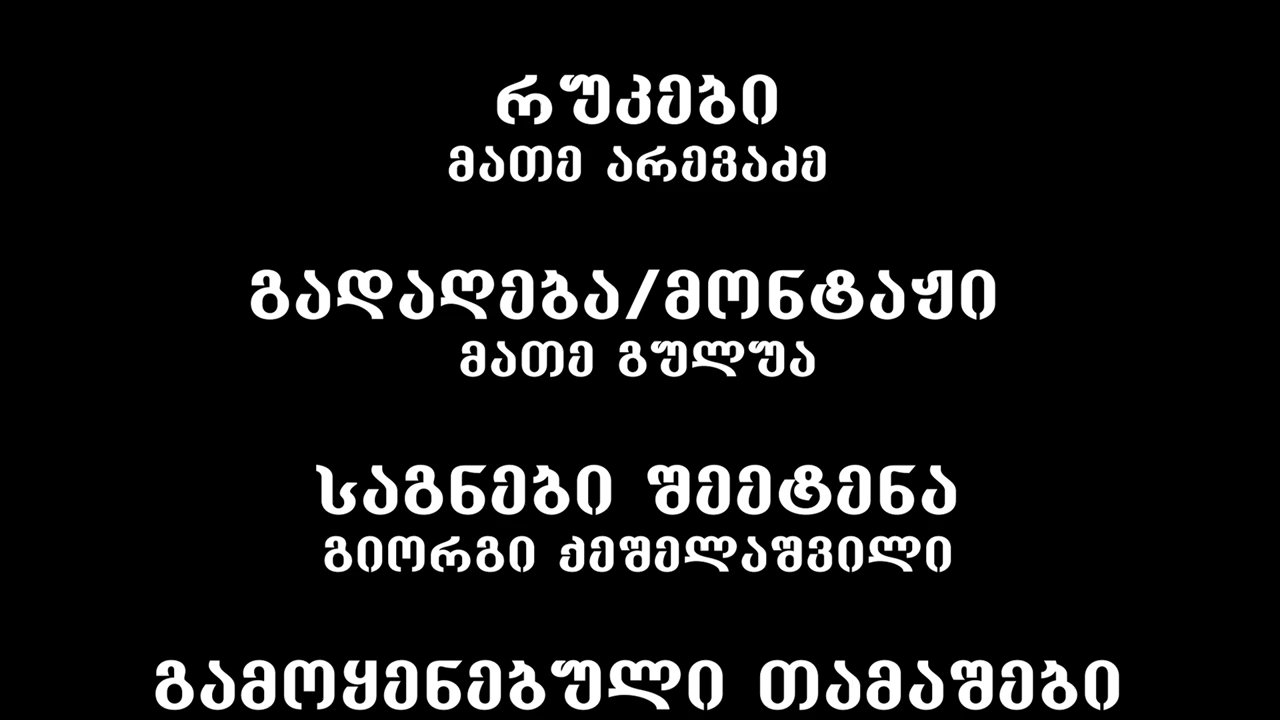 რუკები
მათე არევაძე
გადაღება/მონტაჟი
მათე გულუა
საგნები შეეტენა
გიორგი ქეშელაშვილი
გამოყენებული თამაშები